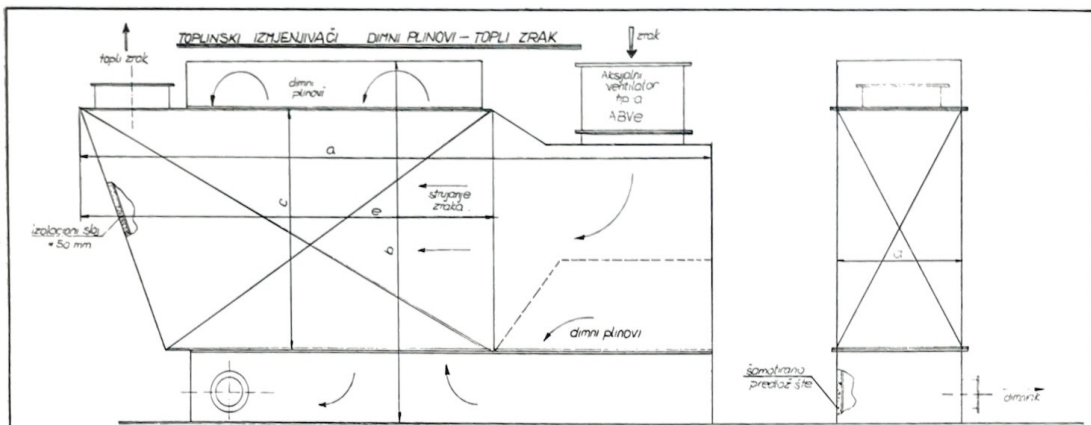 TOPLINSKI IZMJENJIVAČI DIMNI PLINOVI – TOPLI ZRAK
topli zrak
zrak
dimni
plinovi
Aksijalni
ventilator
tip a
ABVe
a
c
e
b
strujanje
zraka
izolacioni sloj
50 mm
dimni plinovi
d
šamotirano
predložište
dimnik